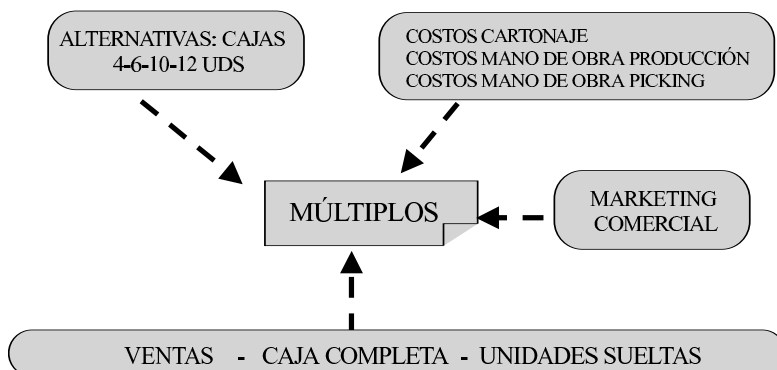 ALTERNATIVAS: CAJAS
4-6-10-12 UDS
COSTOS CARTONAJE
COSTOS MANO DE OBRA PRODUCCIÓN
COSTOS MANO DE OBRA PICKING
MÚLTIPLOS
MARKETING
COMERCIAL
VENTAS - CAJA COMPLETA - UNIDADES SUELTAS